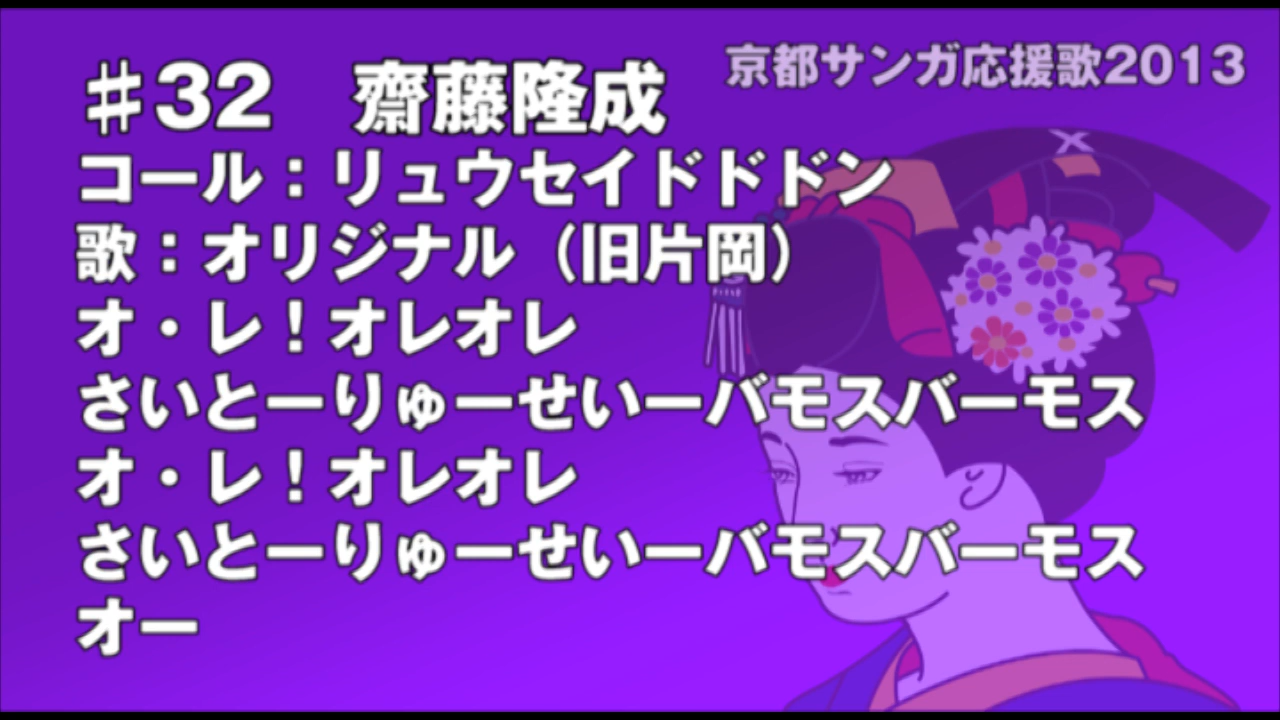 京都サンガ応援歌2013
♯32　齋藤隆成
コール：リュウセイドドドン
歌：オリジナル（旧片岡）
オ・レ！オレオレ
さいとーりゅーせいーバモスバーモス
オ・レ！オレオレ
さいとーりゅーせいーバモスバーモス
オー